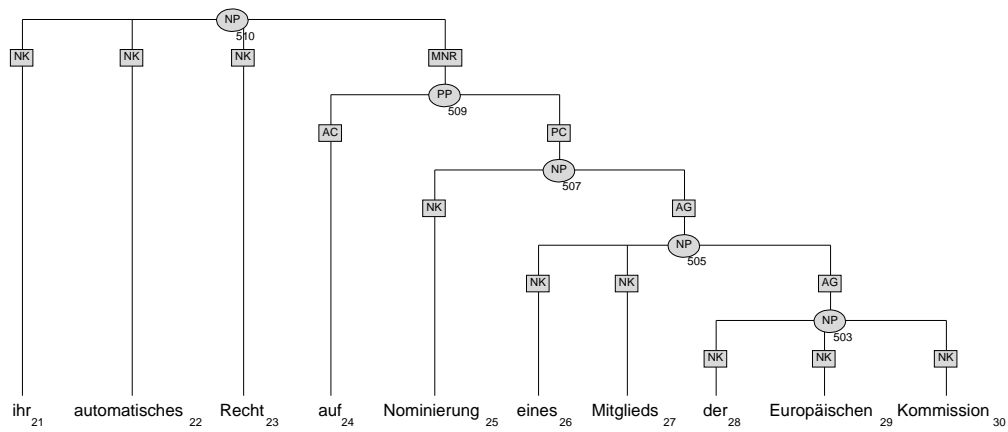 NP
510
NK NK NK MNR
PP
509
AC PC
NP
507
NK AG
NP
505
NK NK AG
NP
503
NK NK NK
ihr 21 automatisches 22 Recht 23 auf 24 Nominierung 25 eines 26 Mitglieds 27 der 28 Europäischen 29 Kommission 30